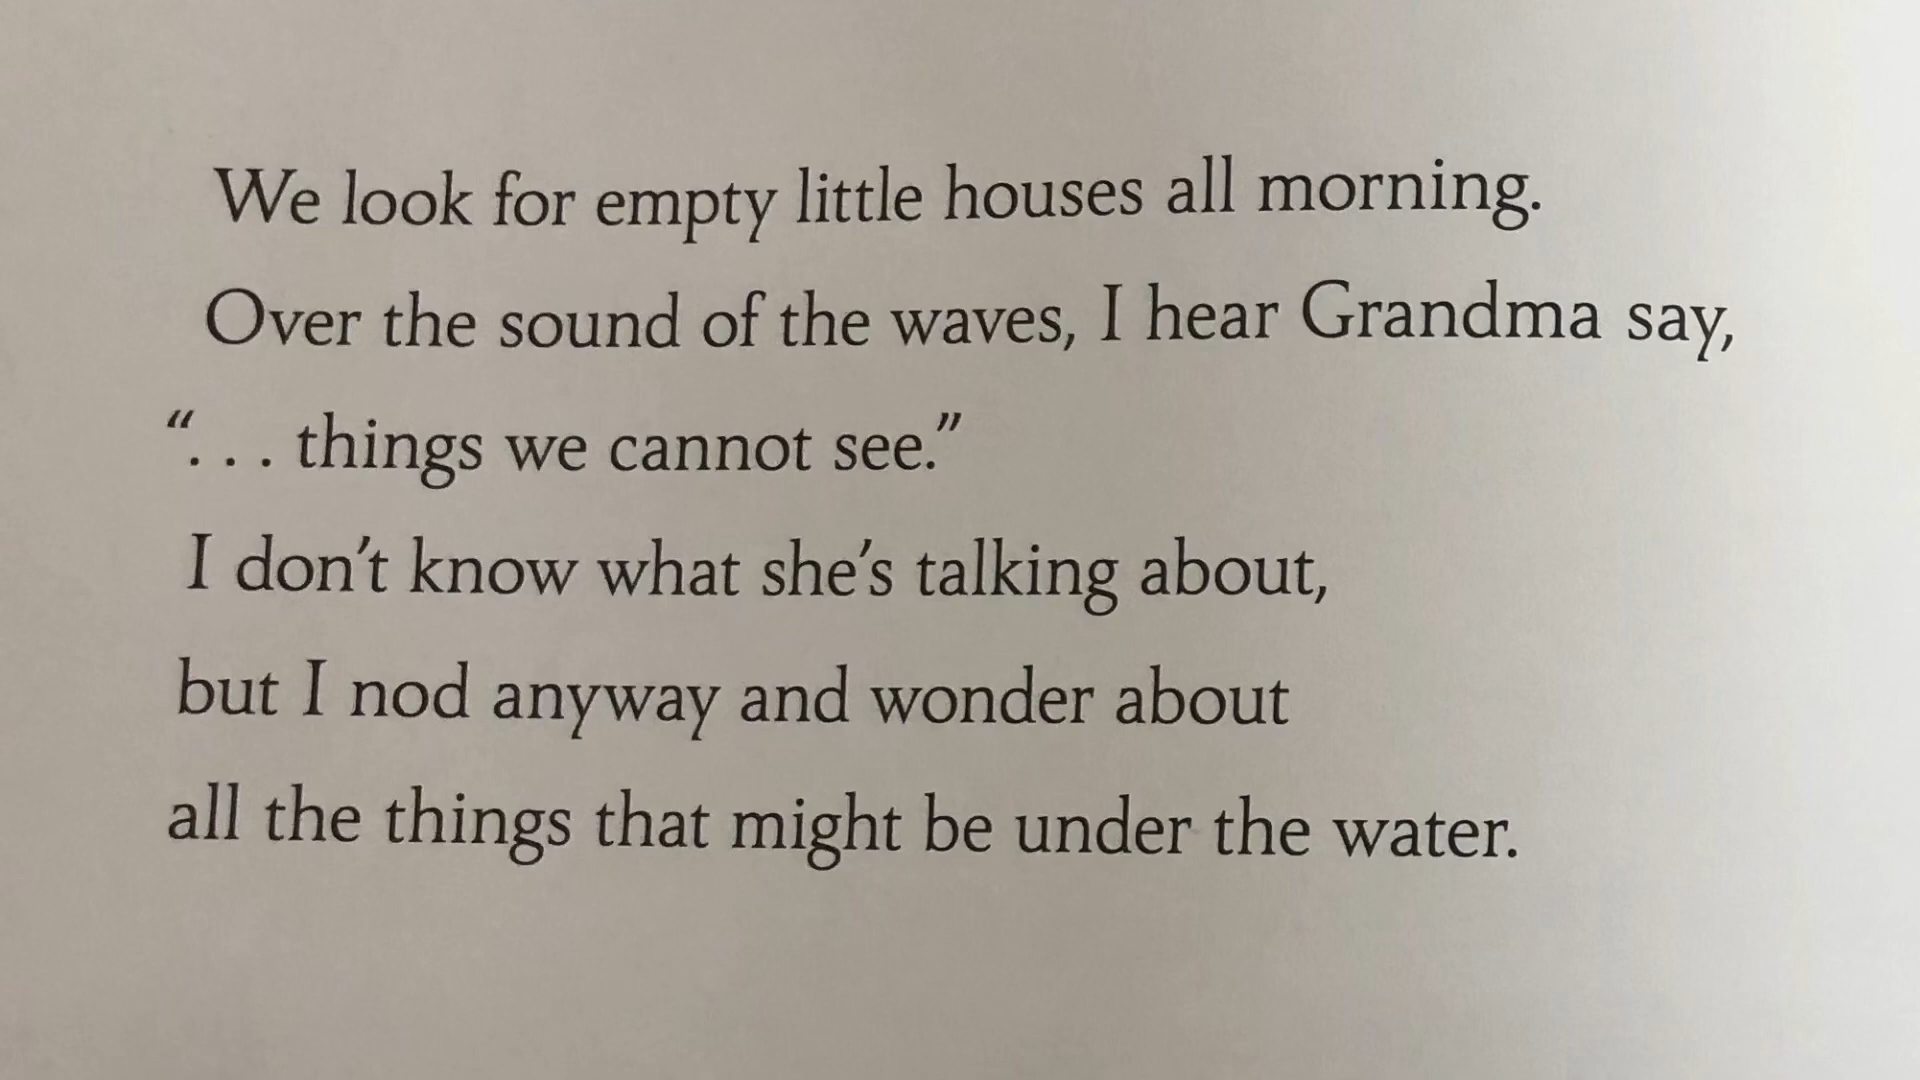 We look for empty little houses all morning.
Over the sound of the waves, I hear Grandma say,
“. . . things we cannot see.”
I don’t know what she’s talking about,
but I nod anyway and wonder about
all the things that might be under the water.